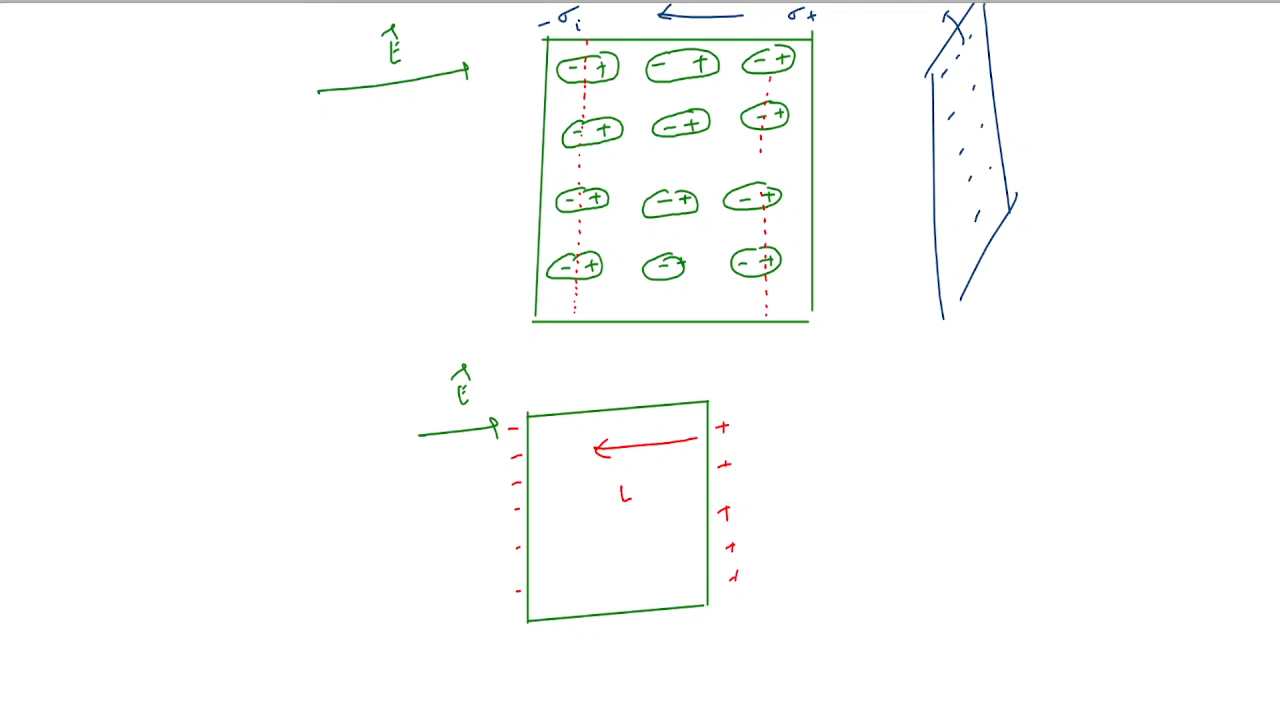 - σi σ+
E
- + - + - +
- + - + - +
- + - + - +
- + - + - +
E
- +
- +
-
- +
- +
+
-